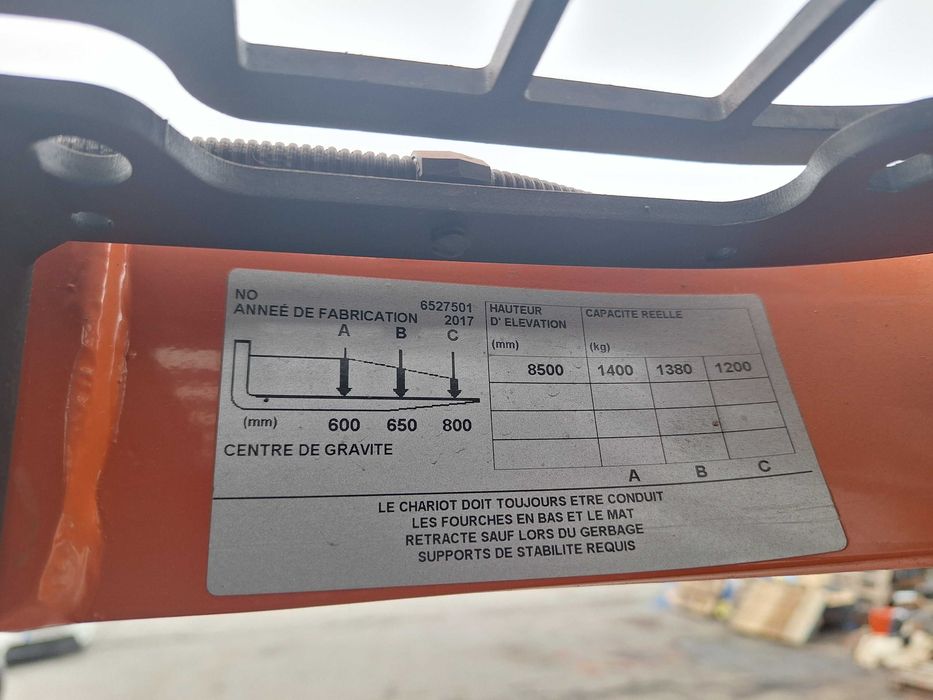 NO 6527501
ANNEÉ DE FABRICATION 2017
A B C
(mm) 600 650 800
CENTRE DE GRAVITE
HAUTEUR
D' ELEVATION
(mm)
CAPACITE REËLLE
(kg)
8500 1400 1380 1200
A B C
LE CHARIOT DOIT TOUJOURS ETRE CONDUIT
LES FOURCHES EN BAS ET LE MAT
RETRACTE SAUF LORS DU GERBAGE
SUPPORTS DE STABILITE REQUIS